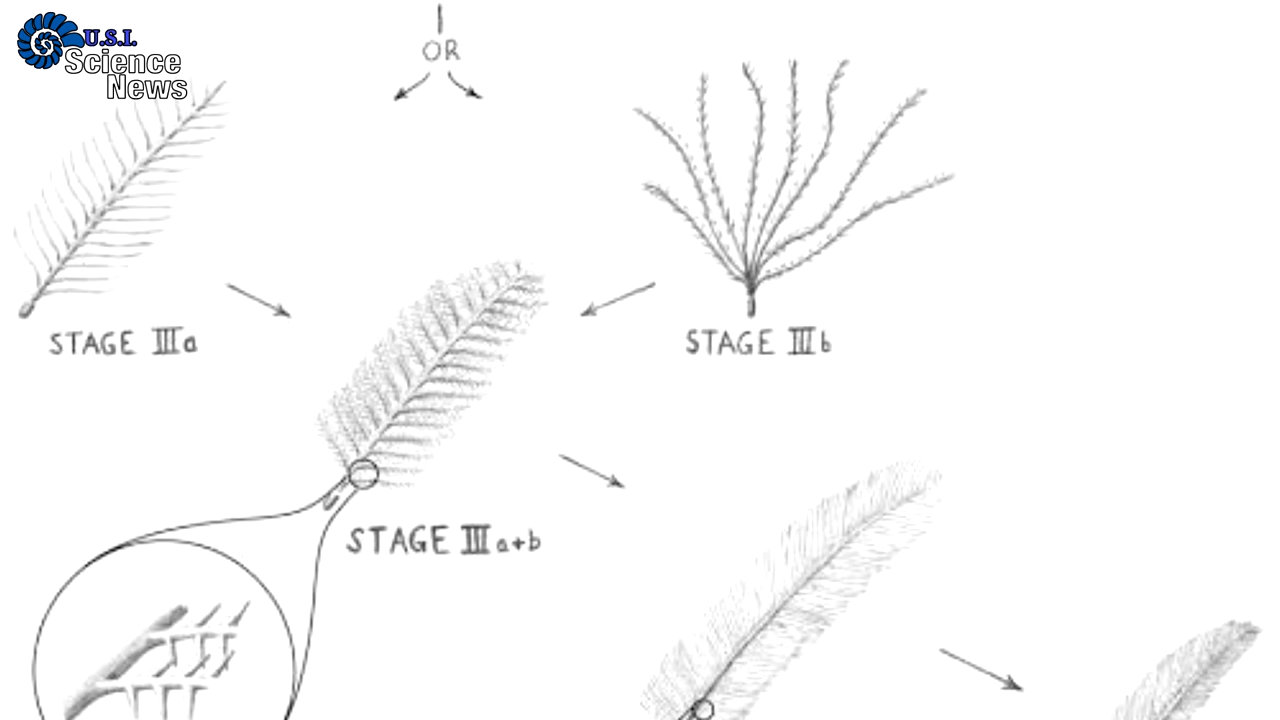 U.S.I.
Science
News
OR
STAGE IIIa
STAGE IIIb
STAGE IIIa+b